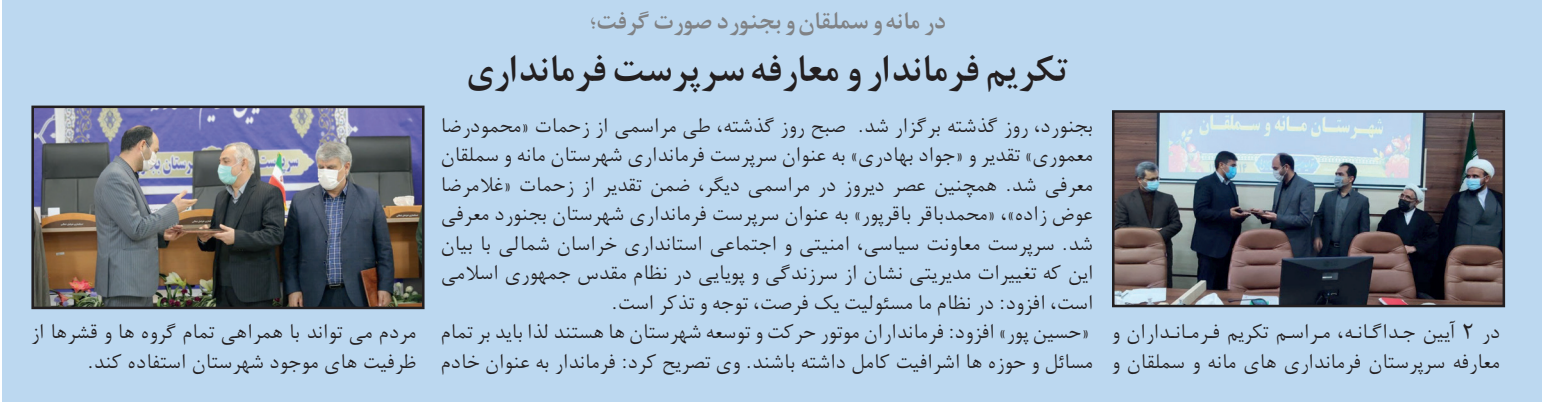 در مانه و سملقان و بجنورد صورت گرفت؛
تکریم فرماندار و معارفه سرپرست فرمانداری
شهرستان مانه و سملقان
در ۲ آیین جداگانه، مراسم تکریم فرمانداران و
معارفه سرپرستان فرمانداری های مانه و سملقان و
بجنورد، روز گذشته برگزار شد. صبح روز گذشته، طی مراسمی از زحمات «محمودرضا
معموری» تقدیر و «جواد بهادری» به عنوان سرپرست فرمانداری شهرستان مانه و سملقان
معرفی شد. همچنین عصر دیروز در مراسمی دیگر، ضمن تقدیر از زحمات «غلامرضا
عوض زاده»، «محمدباقر باقرپور» به عنوان سرپرست فرمانداری شهرستان بجنورد معرفی
شد. سرپرست معاونت سیاسی، امنیتی و اجتماعی استانداری خراسان شمالی با بیان
این که تغییرات مدیریتی نشان از سرزندگی و پویایی در نظام مقدس جمهوری اسلامی
است، افزود: در نظام ما مسئولیت یک فرصت، توجه و تذکر است.
«حسین پور» افزود: فرمانداران موتور حرکت و توسعه شهرستان ها هستند لذا باید بر تمام
مسائل و حوزه ها اشرافیت کامل داشته باشند. وی تصریح کرد: فرماندار به عنوان خادم
مردم می تواند با همراهی تمام گروه ها و قشرها از
ظرفیت های موجود شهرستان استفاده کند.